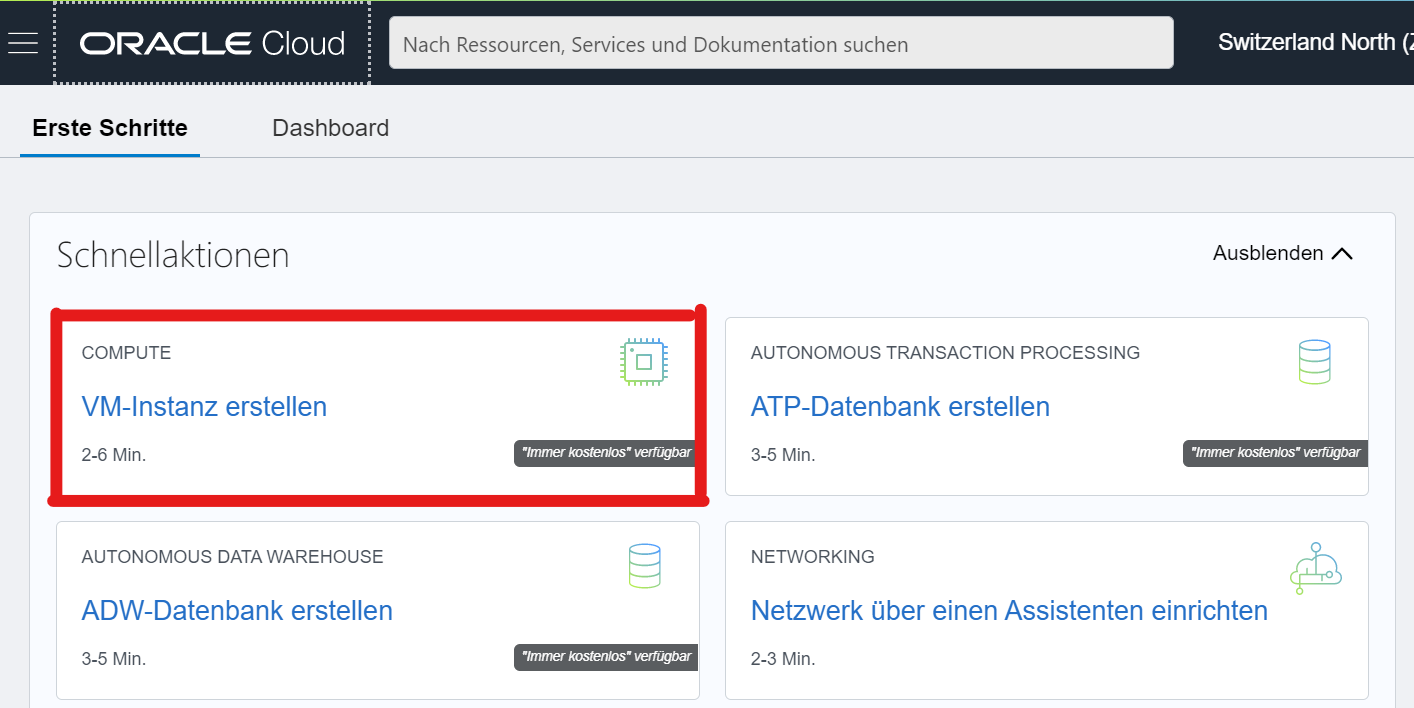 ORACLE Cloud
Nach Ressourcen, Services und Dokumentation suchen
Switzerland North (Z
Erste Schritte
Dashboard
Schnellaktionen
Ausblenden
COMPUTE
VM-Instanz erstellen
2-6 Min.
"Immer kostenlos" verfügbar
AUTONOMOUS TRANSACTION PROCESSING
ATP-Datenbank erstellen
3-5 Min.
"Immer kostenlos" verfügbar
AUTONOMOUS DATA WAREHOUSE
ADW-Datenbank erstellen
3-5 Min.
"Immer kostenlos" verfügbar
NETWORKING
Netzwerk über einen Assistenten einrichten
2-3 Min.